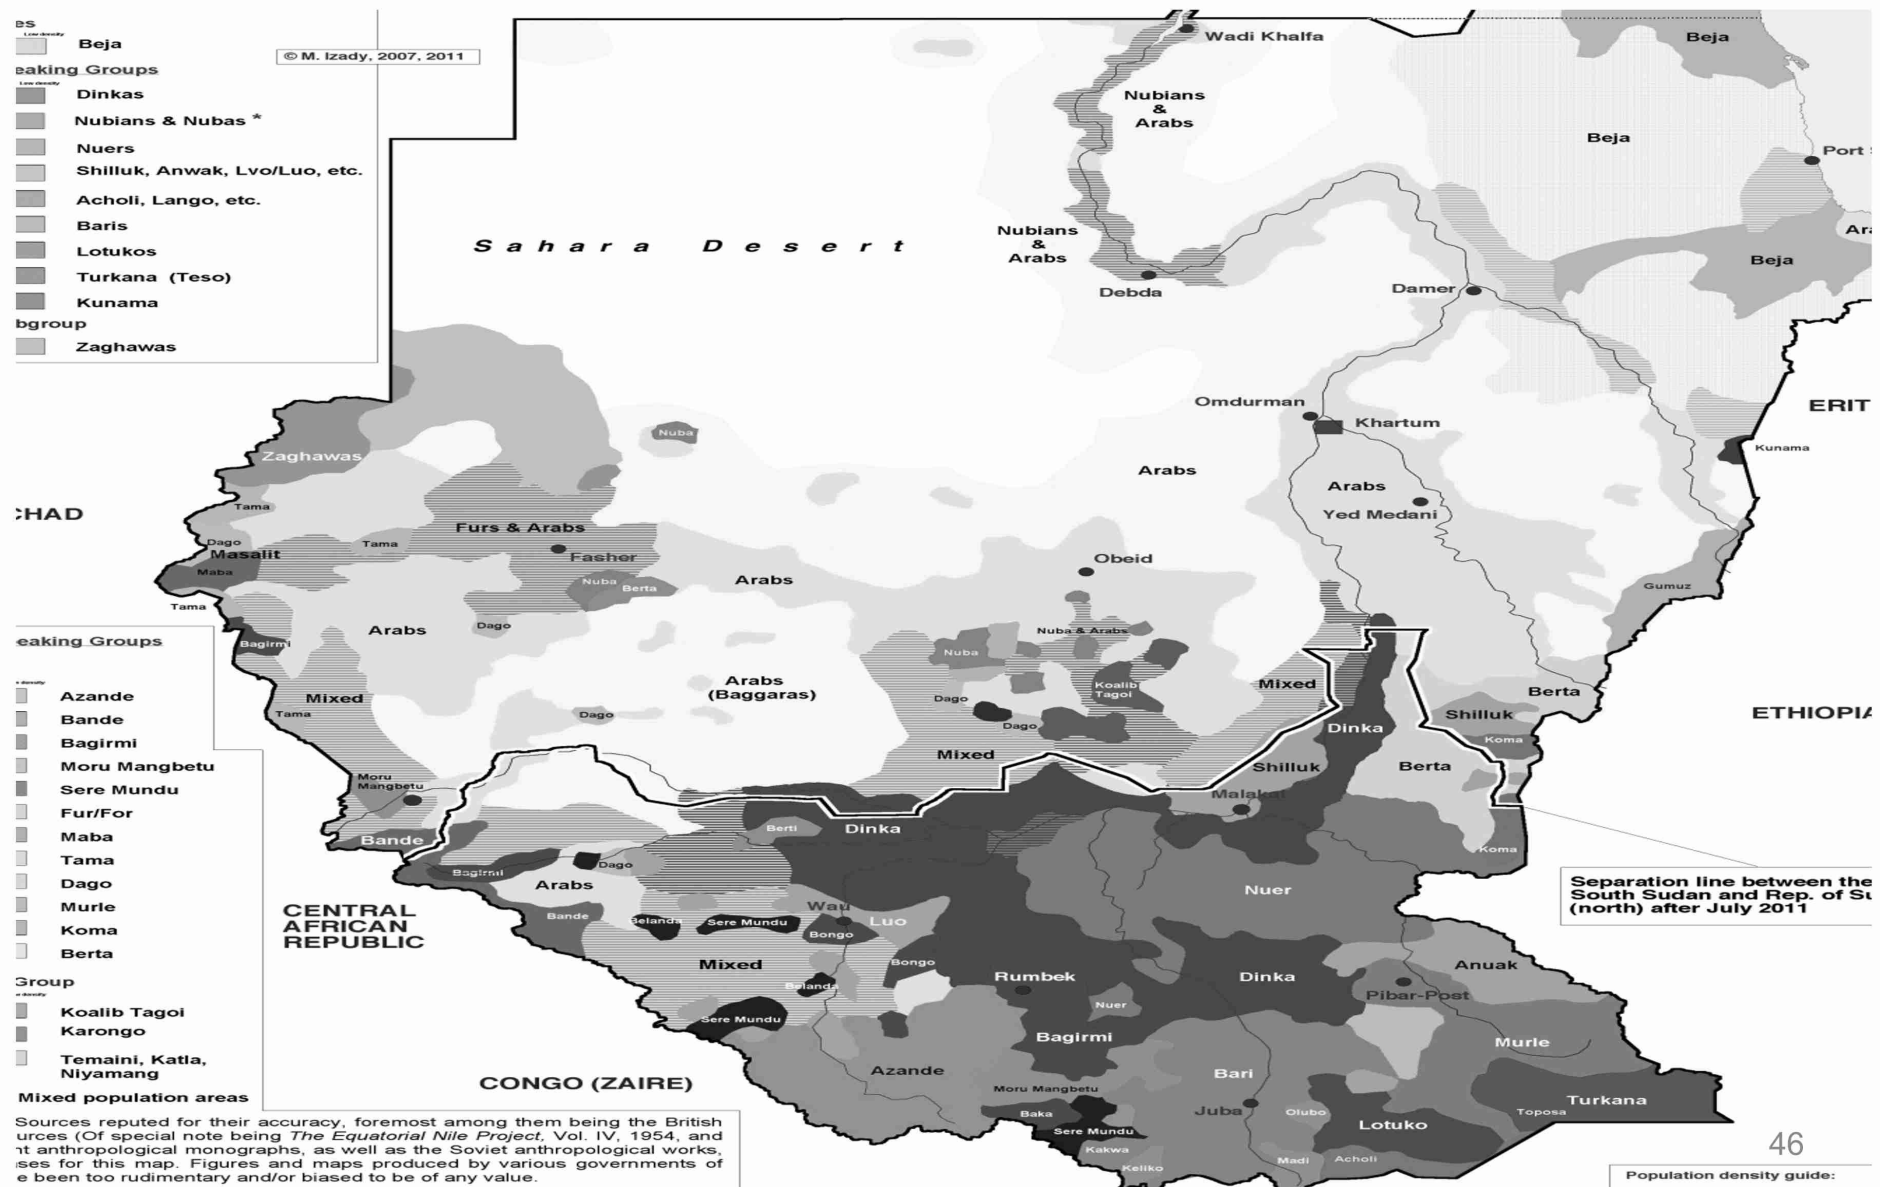 es
Low density
Beja
© M. Izady, 2007, 2011
eaking Groups
Low density
Dinkas
Nubians & Nubas *
Nuers
Shilluk, Anwak, Lvo/Luo, etc.
Acholi, Lango, etc.
Baris
Lotukos
Turkana (Teso)
Kunama
bgroup
Zaghawas
Wadi Khalfa
Beja
Nubians
&
Arabs
Beja
Port
Sahara Desert
Nubians
&
Arabs
Ara
Beja
Debda
Damer
Omdurman
Khartum
ERIT
Nuba
Kunama
Zaghawas
Arabs
Arabs
Yed Medani
CHAD
Tama
Furs & Arabs
Dago
Tama
Masalit
Fasher
Obeid
Maba
Nuba
Berta
Arabs
Gumuz
Tama
Arabs
Dago
Nuba & Arabs
Bagirmi
Nuba
Arabs
(Baggaras)
Koalib
Tagoi
Mixed
Mixed
Berta
Tama
Dago
Dago
Dago
Shilluk
ETHIOPIA
Dinka
Koma
Mixed
Shilluk
Berta
Moru
Mangbetu
Malakal
Bande
Berti
Dinka
Koma
Bagirmi
Dago
Arabs
Nuer
Separation line between the
South Sudan and Rep. of Su
(north) after July 2011
CENTRAL
AFRICAN
REPUBLIC
Bande
Belanda
Sere Mundu
Wau
Luo
Bongo
Mixed
Bongo
Rumbek
Dinka
Anuak
Belanda
Pibar-Post
Nuer
Sere Mundu
Bagirmi
Murle
Azande
Bari
CONGO (ZAIRE)
Moru Mangbetu
Turkana
Baka
Juba
Olubo
Toposa
Sere Mundu
Lotuko
Kakwa
Madi
Acholi
Keliko
eaking Groups
Azande
Bande
Bagirmi
Moru Mangbetu
Sere Mundu
Fur/For
Maba
Tama
Dago
Murle
Koma
Berta
Group
Koalib Tagoi
Karongo
Temaini, Katla,
Niyamang
Mixed population areas
Sources reputed for their accuracy, foremost among them being the British
urces (Of special note being The Equatorial Nile Project, Vol. IV, 1954, and
nt anthropological monographs, as well as the Soviet anthropological works,
ses for this map. Figures and maps produced by various governments of
e been too rudimentary and/or biased to be of any value.
46
Population density guide: